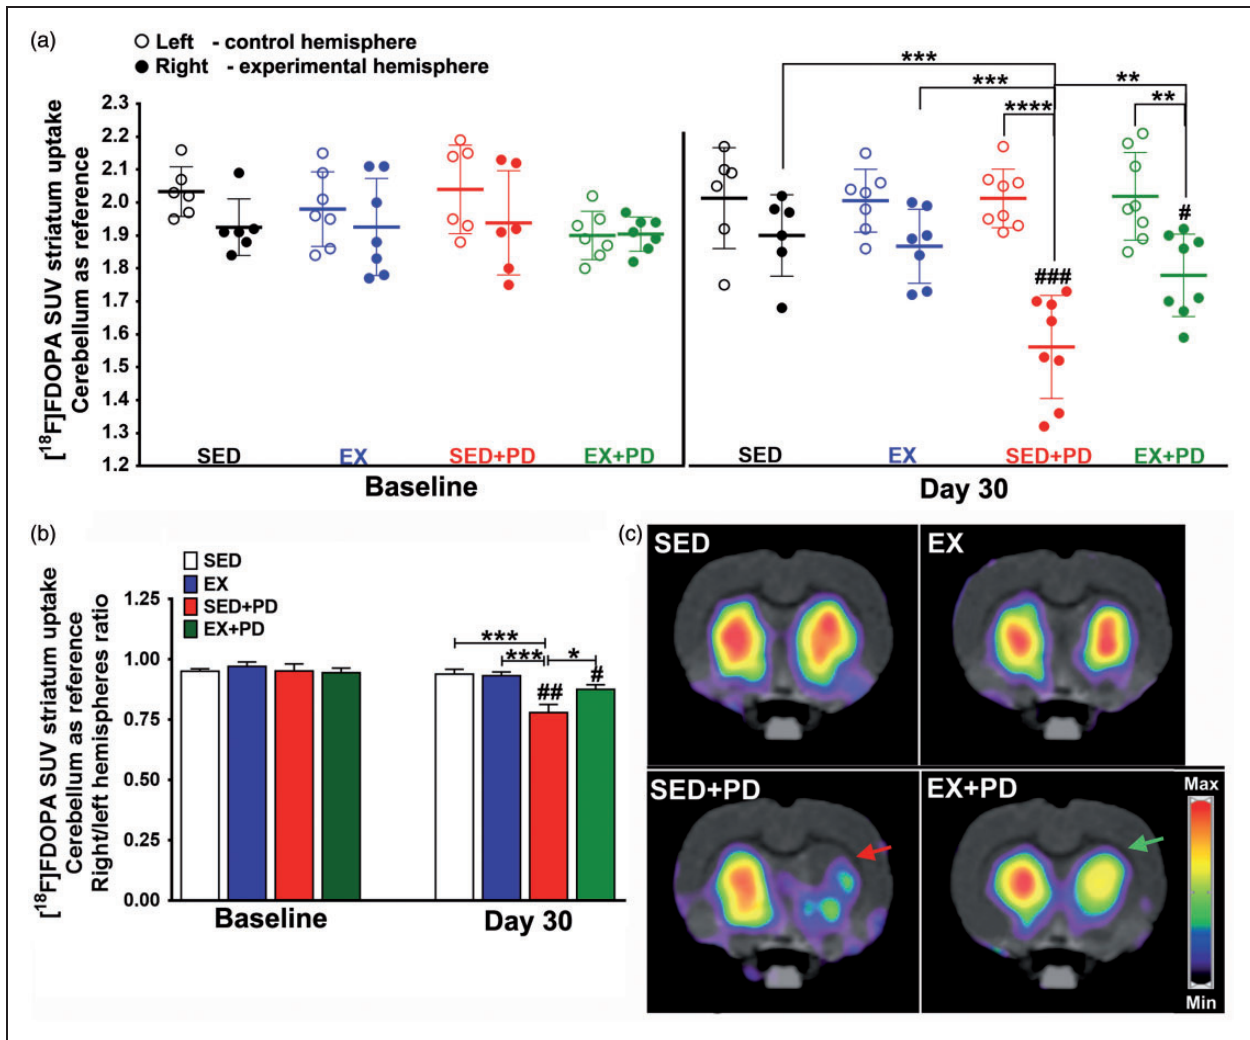 (a)
Left - control hemisphere
Right - experimental hemisphere
[¹⁸F]FDOPA SUV striatum uptake
Cerebellum as reference
2.3
2.2
2.1
2.0
1.9
1.8
1.7
1.6
1.5
1.4
1.3
1.2
SED
EX
SED+PD
EX+PD
Baseline
***
***
**
****
**
###
#
SED
EX
SED+PD
EX+PD
Day 30
(b)
SED
EX
SED+PD
EX+PD
[¹⁸F]FDOPA SUV striatum uptake
Cerebellum as reference
Right/left hemispheres ratio
1.25
1.00
0.75
0.50
0.25
0.00
***
***
*
##
#
Baseline
Day 30
(c)
SED
EX
SED+PD
EX+PD
Max
Min